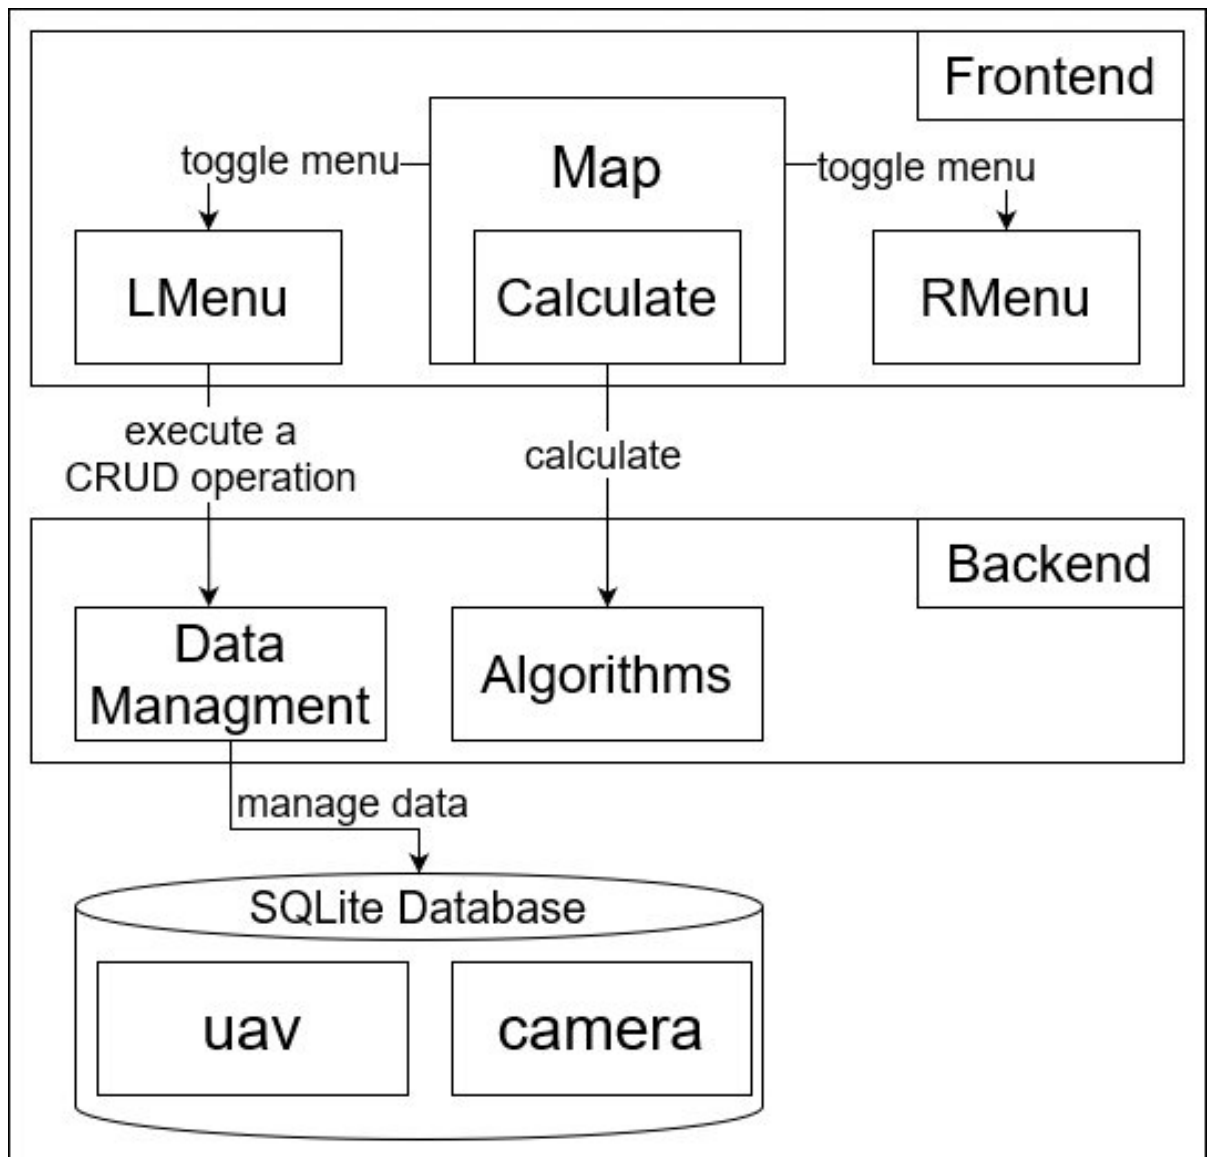 Frontend
Map
toggle menu
toggle menu
LMenu
Calculate
RMenu
execute a
CRUD operation
calculate
Backend
Data
Managment
Algorithms
manage data
SQLite Database
uav
camera